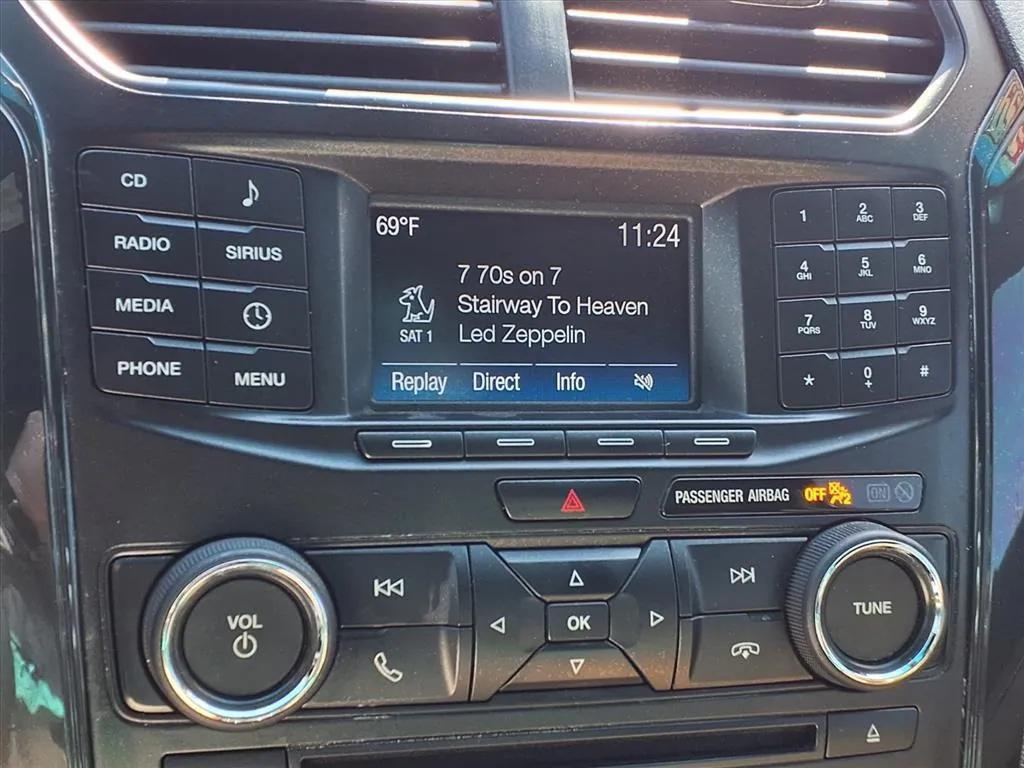 CD
RADIO
SIRIUS
MEDIA
PHONE
MENU
69°F
11:24
7 70s on 7
Stairway To Heaven
SAT 1
Led Zeppelin
Replay Direct Info
1
2 ABC
3 DEF
4 GHI
5 JKL
6 MNO
7 PQRS
8 TUV
9 WXYZ
*
0 +
#
PASSENGER AIRBAG OFF 2 ON
VOL
OK
TUNE